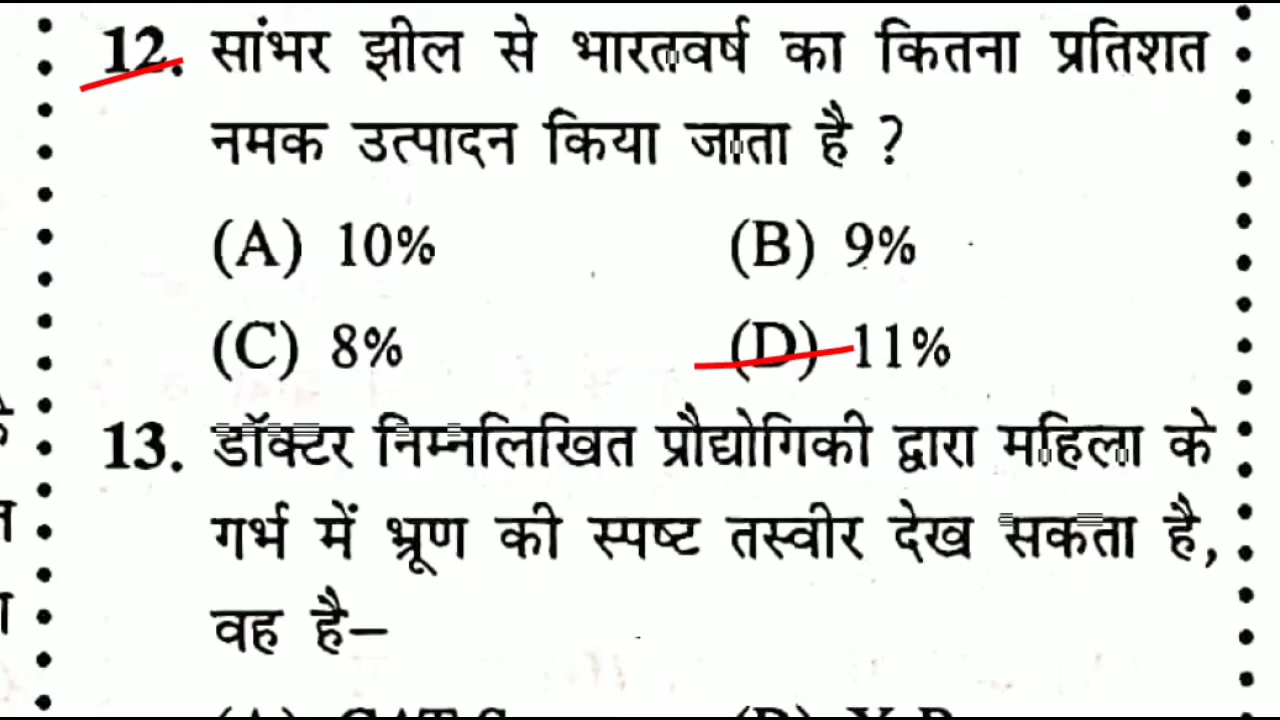 12. सांभर झील से भारतवर्ष का कितना प्रतिशत
नमक उत्पादन किया जाता है ?
(A) 10% (B) 9%
(C) 8% (D) 11%
13. डॉक्टर निम्नलिखित प्रौद्योगिकी द्वारा महिला के
गर्भ में भ्रूण की स्पष्ट तस्वीर देख सकता है,
वह है–